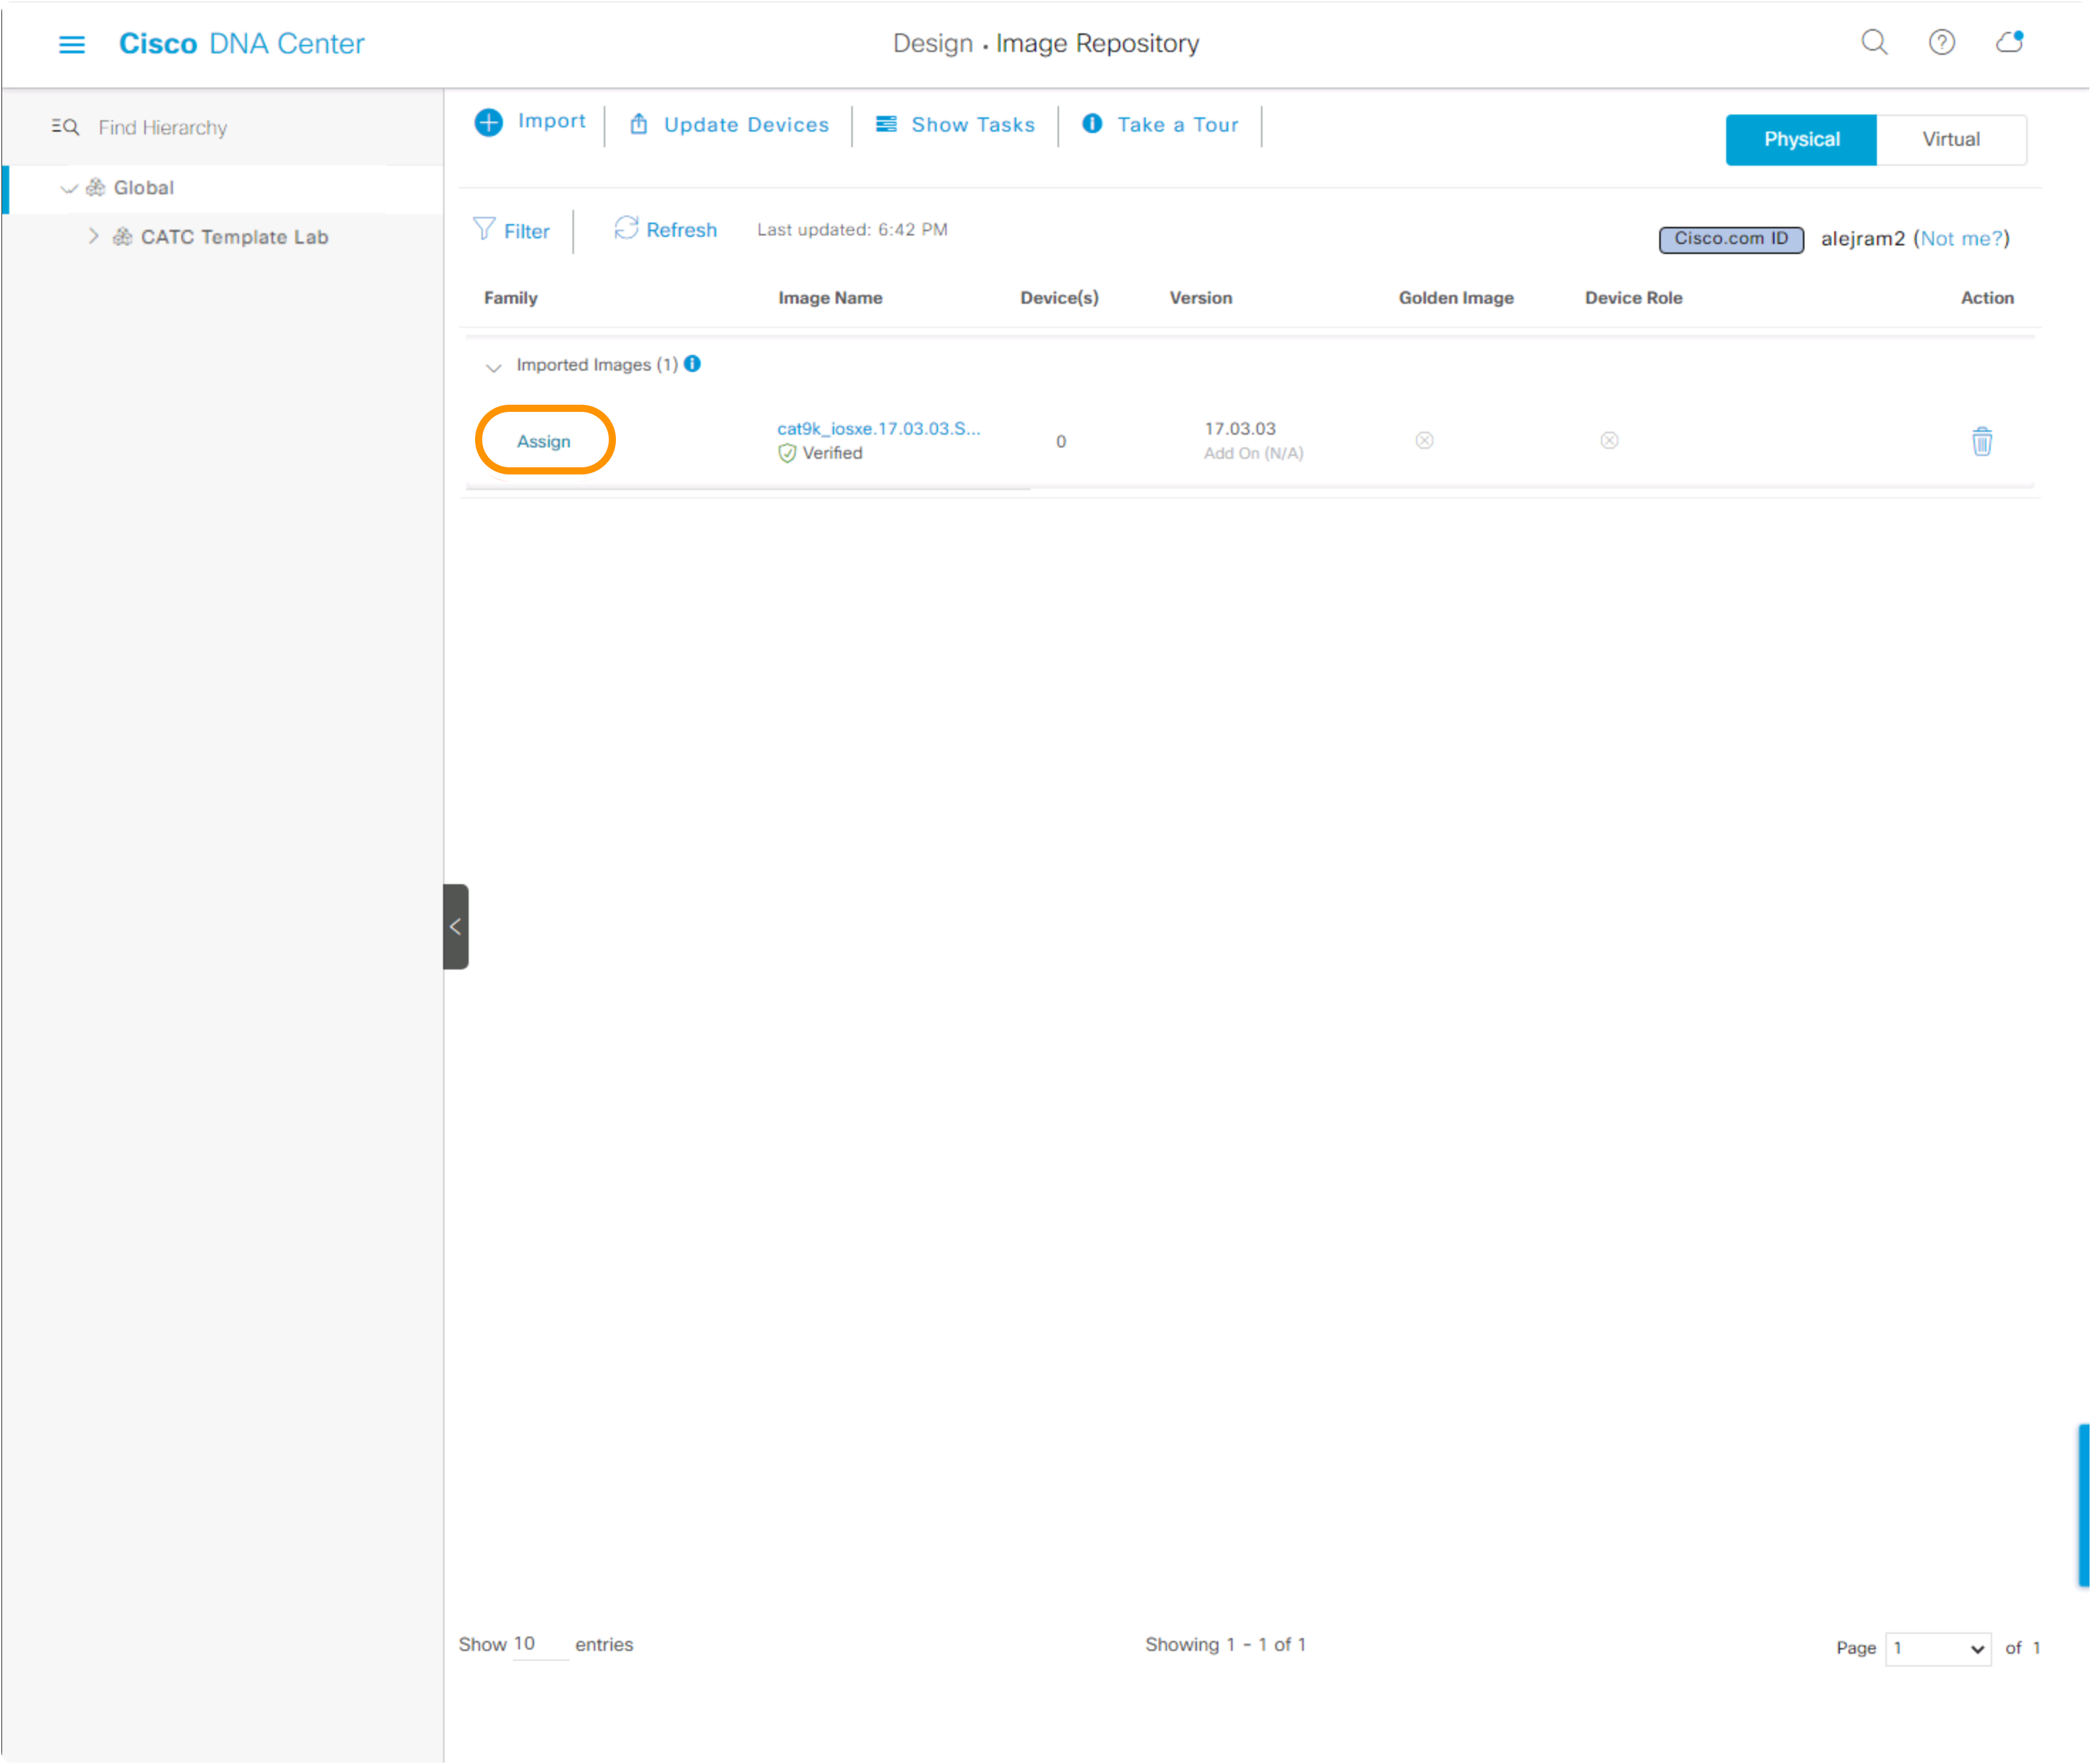 Cisco DNA Center
Design • Image Repository
Find Hierarchy
Global
CATC Template Lab
Import
Update Devices
Show Tasks
Take a Tour
Physical
Virtual
Filter
Refresh
Last updated: 6:42 PM
Cisco.com ID
alejram2 (Not me?)
Family
Image Name
Device(s)
Version
Golden Image
Device Role
Action
Imported Images (1)
Assign
cat9k_iosxe.17.03.03.S...
Verified
0
17.03.03
Add On (N/A)
Show 10 entries
Showing 1 - 1 of 1
Page 1 of 1